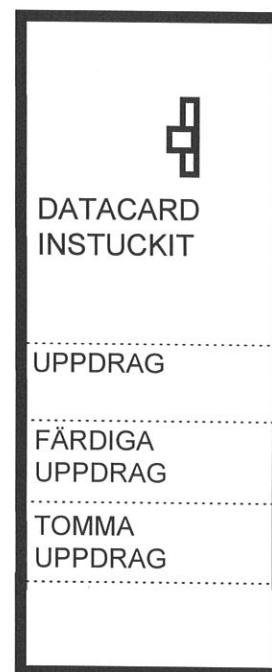 DATACARD
INSTUCKIT
UPPDRAG
FÄRDIGA
UPPDRAG
TOMMA
UPPDRAG